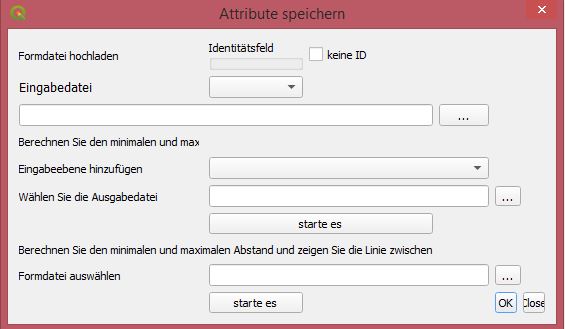 Attribute speichern
Identitätsfeld
Formdatei hochladen keine ID
Eingabedatei
...
Berechnen Sie den minimalen und max
Eingabeebene hinzufügen
Wählen Sie die Ausgabedatei ...
starte es
Berechnen Sie den minimalen und maximalen Abstand und zeigen Sie die Linie zwischen
Formdatei auswählen ...
starte es OK Close